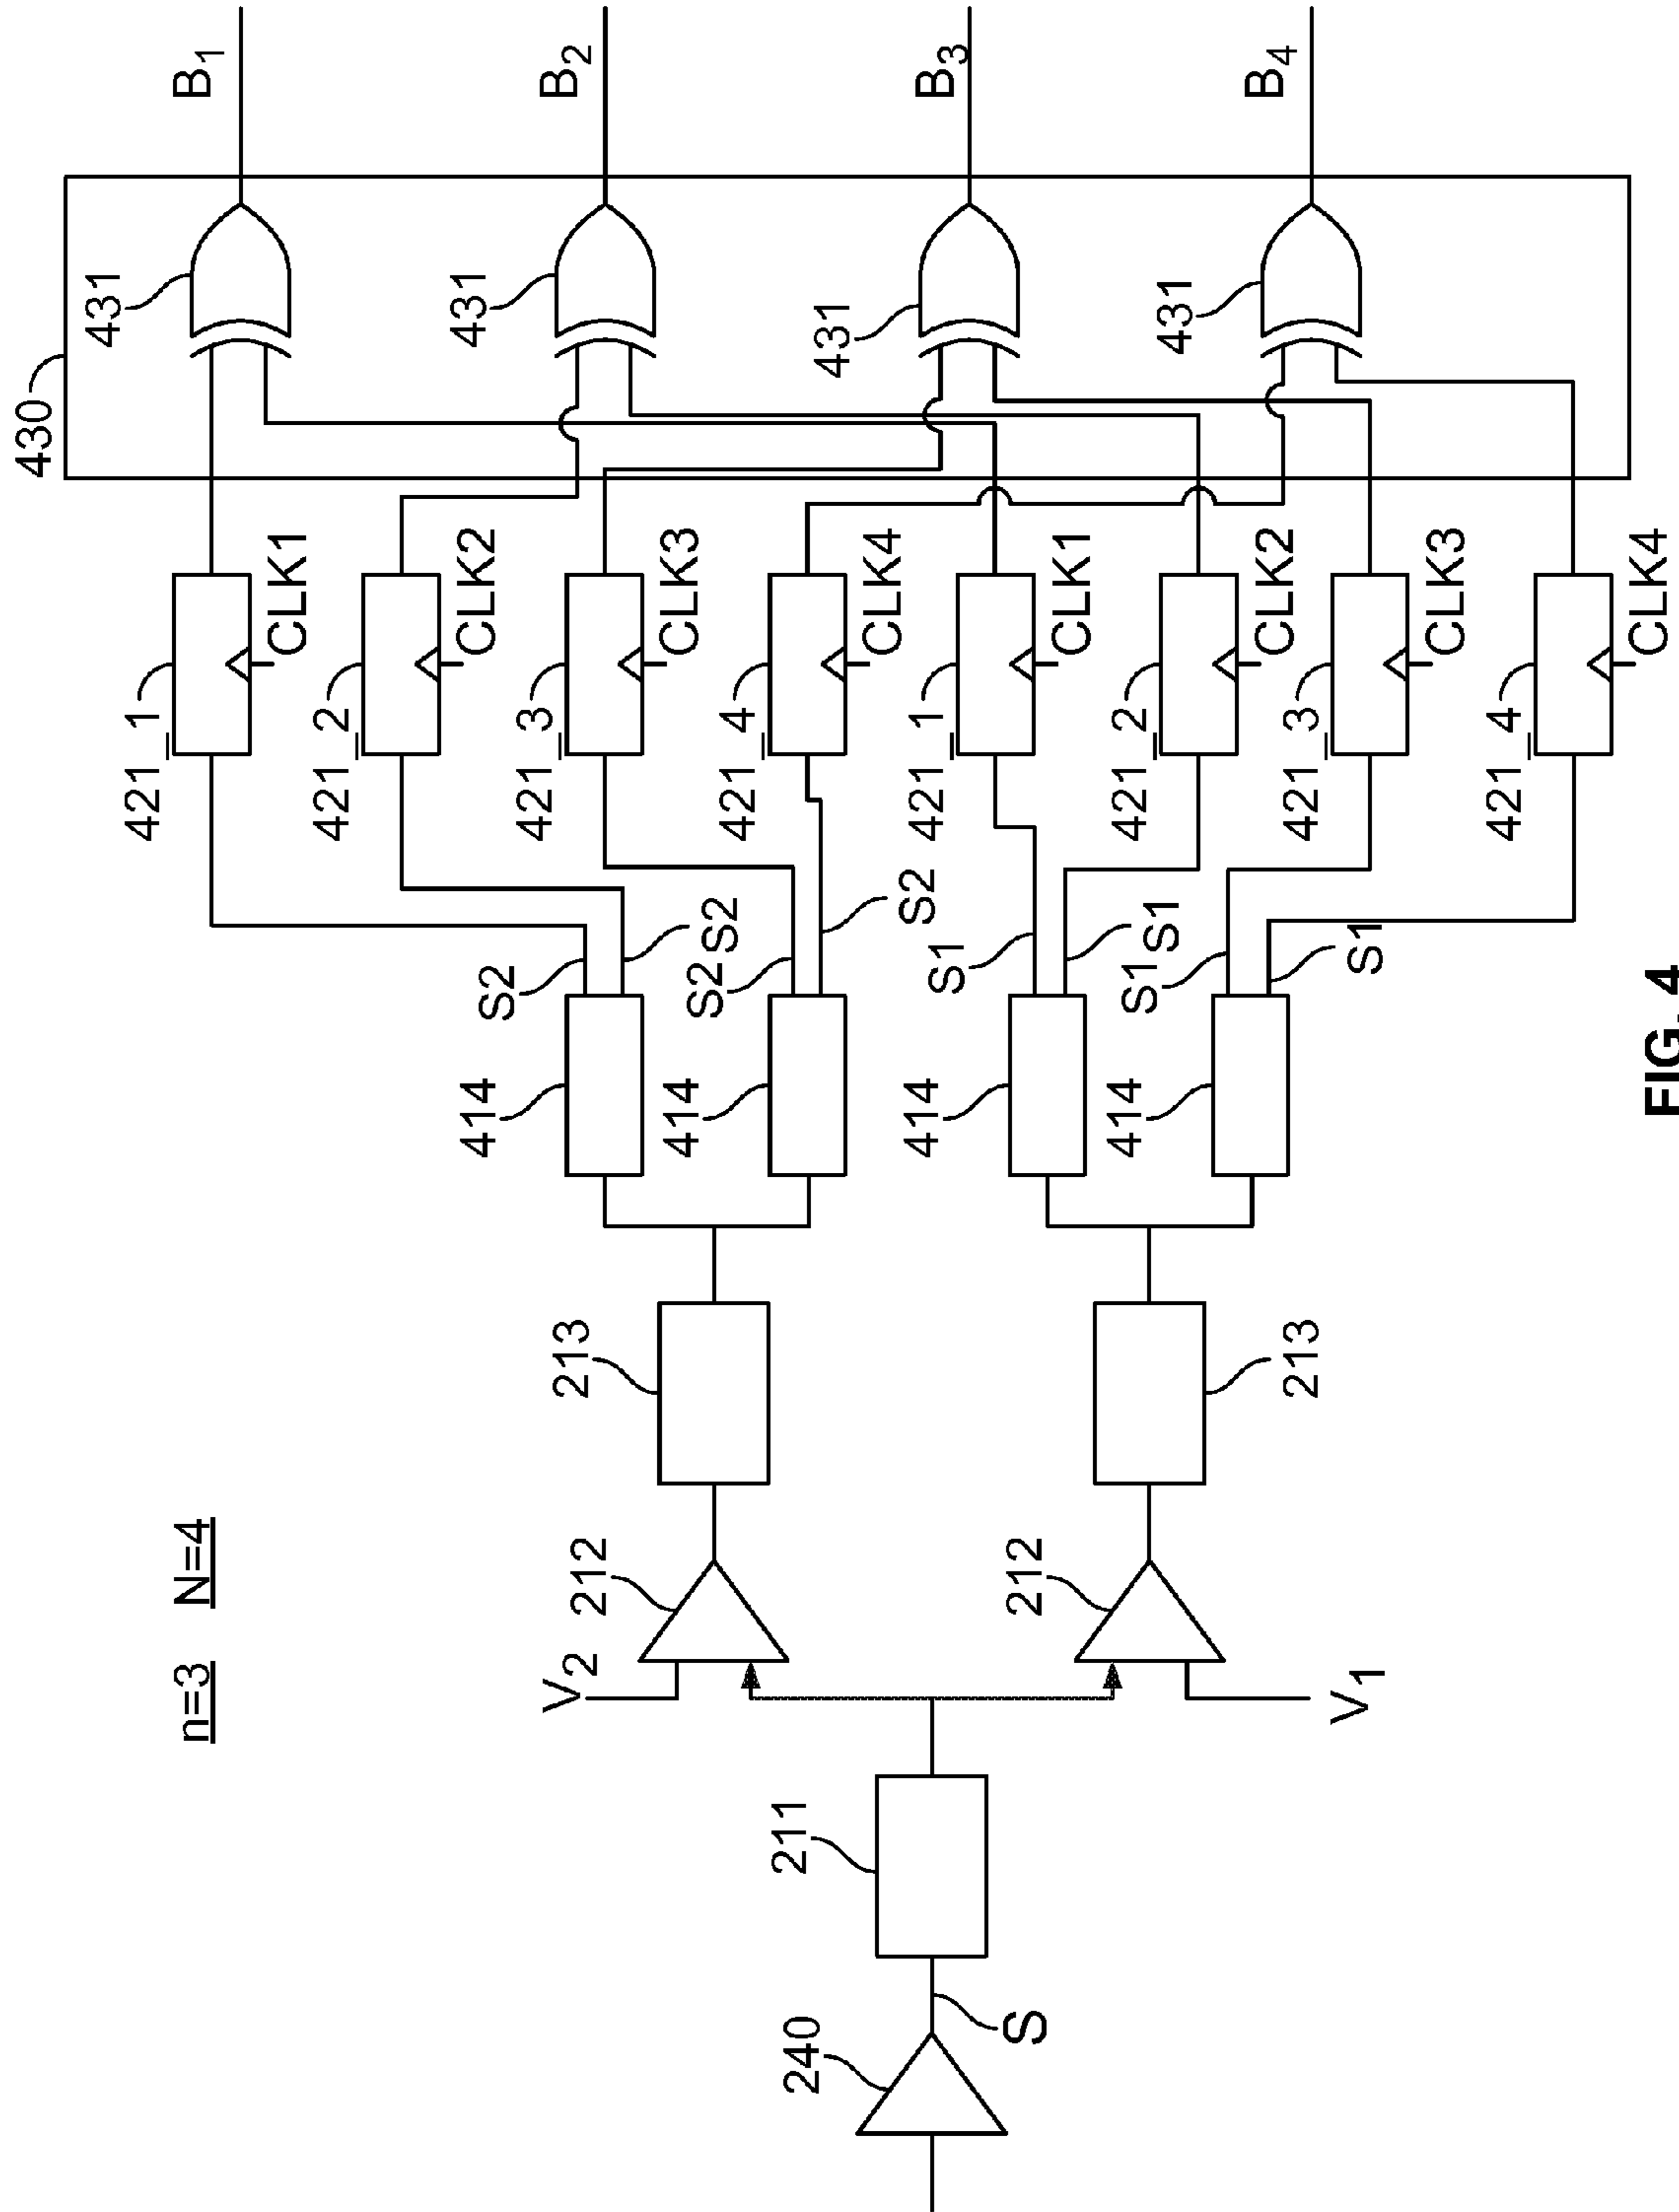 n=3 N=4
240
S
211
V2
V1
212
212
213
213
414
414
414
414
S2
S2
S2
S2
S1
S1
S1
S1
421_1
CLK1
421_2
CLK2
421_3
CLK3
421_4
CLK4
421_1
CLK1
421_2
CLK2
421_3
CLK3
421_4
CLK4
430
431
431
431
431
B1
B2
B3
B4
FIG. 4